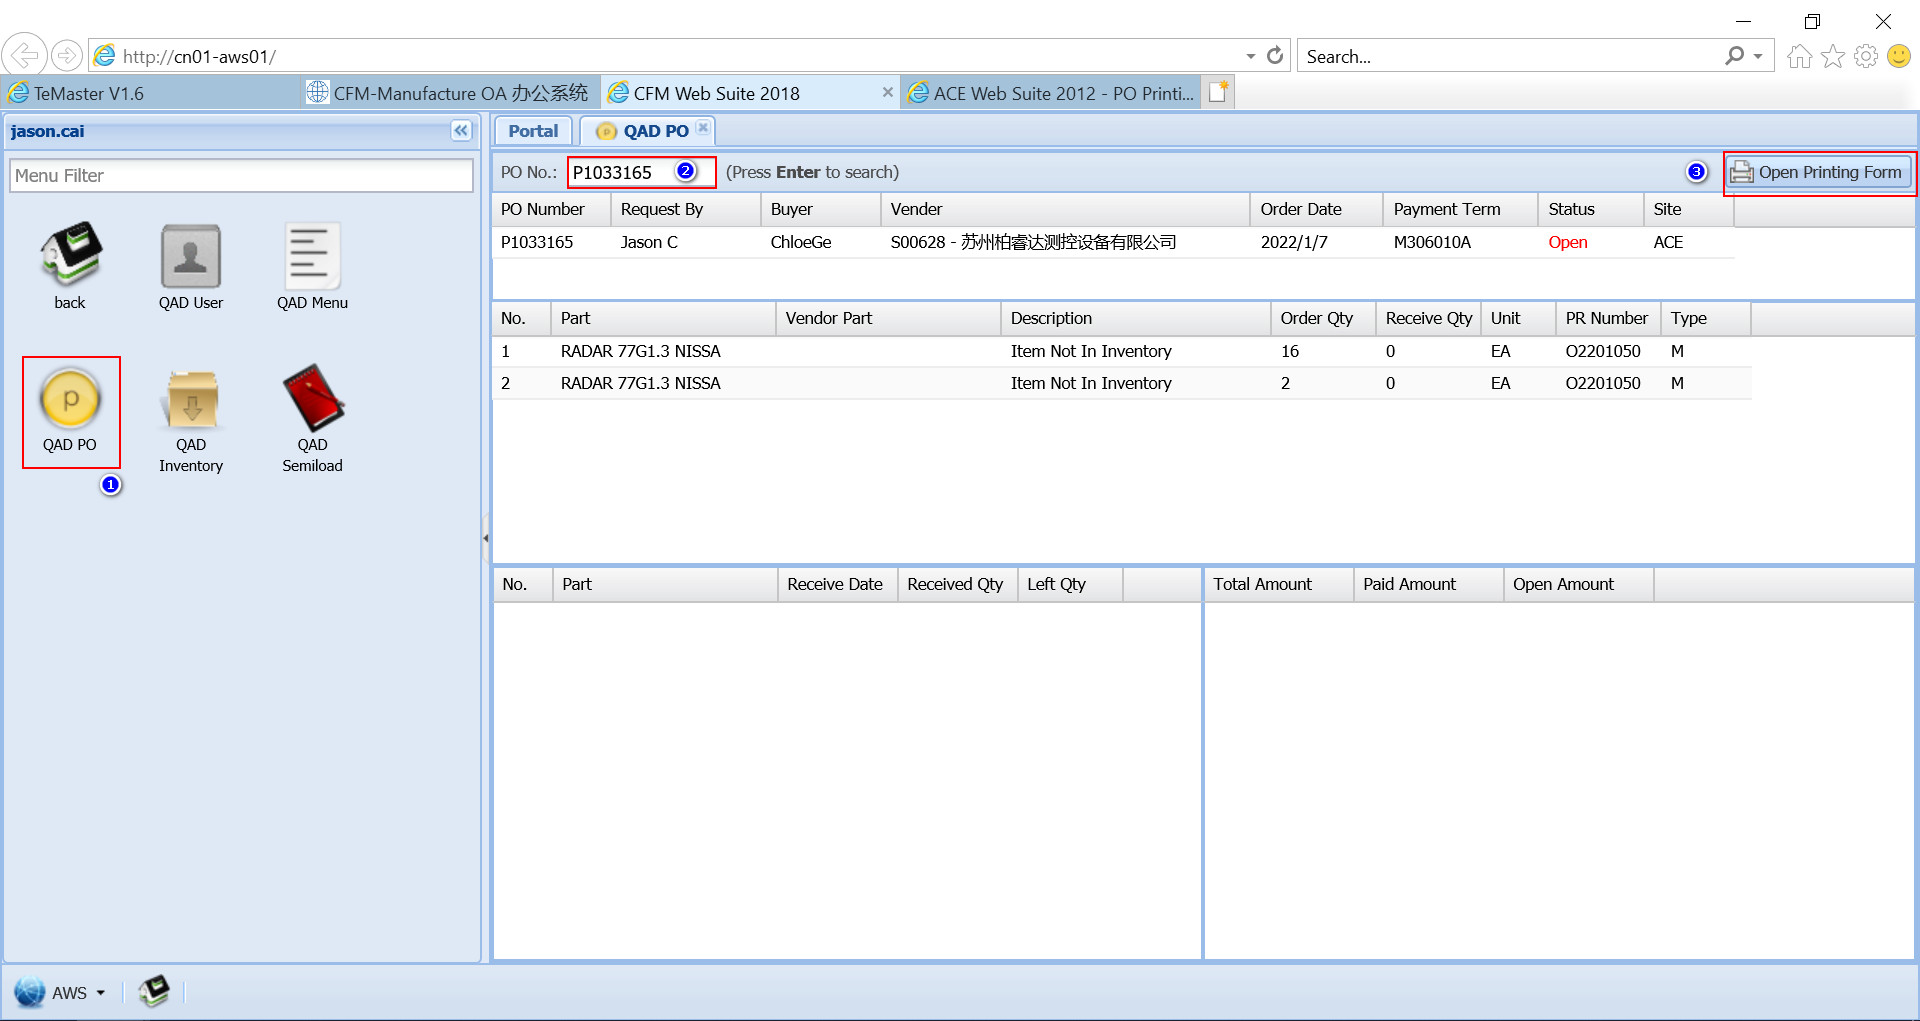 http://cn01-aws01/
Search...
TeMaster V1.6
CFM-Manufacture OA 办公系统
CFM Web Suite 2018
ACE Web Suite 2012 - PO Printi...
jason.cai
Menu Filter
back
QAD User
QAD Menu
QAD PO
QAD Inventory
QAD Semiload
1
Portal
QAD PO
PO No.: P1033165 2 (Press Enter to search)
3 Open Printing Form
PO Number Request By Buyer Vender Order Date Payment Term Status Site
P1033165 Jason C ChloeGe S00628 - 苏州柏睿达测控设备有限公司 2022/1/7 M306010A Open ACE
No. Part Vendor Part Description Order Qty Receive Qty Unit PR Number Type
1 RADAR 77G1.3 NISSA Item Not In Inventory 16 0 EA O2201050 M
2 RADAR 77G1.3 NISSA Item Not In Inventory 2 0 EA O2201050 M
No. Part Receive Date Received Qty Left Qty
Total Amount Paid Amount Open Amount
AWS